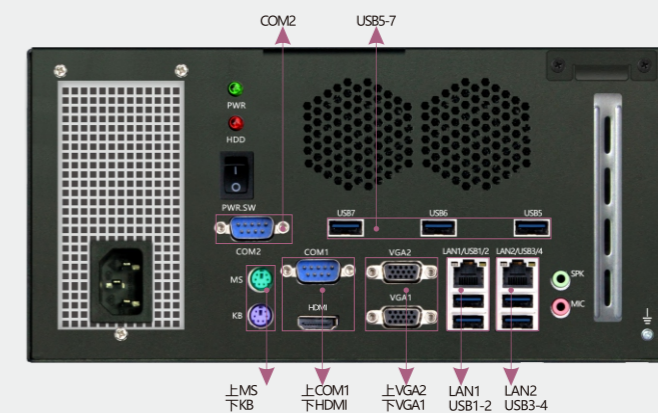 COM2 USB5-7
PWR
HDD
PWR.SW
USB7 USB6 USB5
COM2 COM1 VGA2 LAN1/USB1/2 LAN2/USB3/4
MS SPK
VGA1
HDMI MIC
KB
上MS 上COM1 上VGA2 LAN1 LAN2
下KB 下HDMI 下VGA1 USB1-2 USB3-4